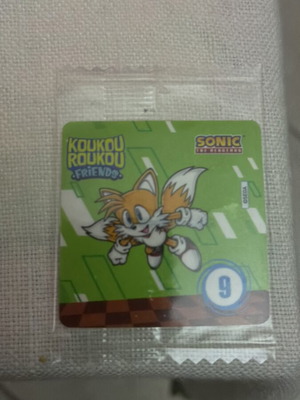 KOUKOU
ROUKOU
FRIENDS
SONIC
THE HEDGEHOG
9